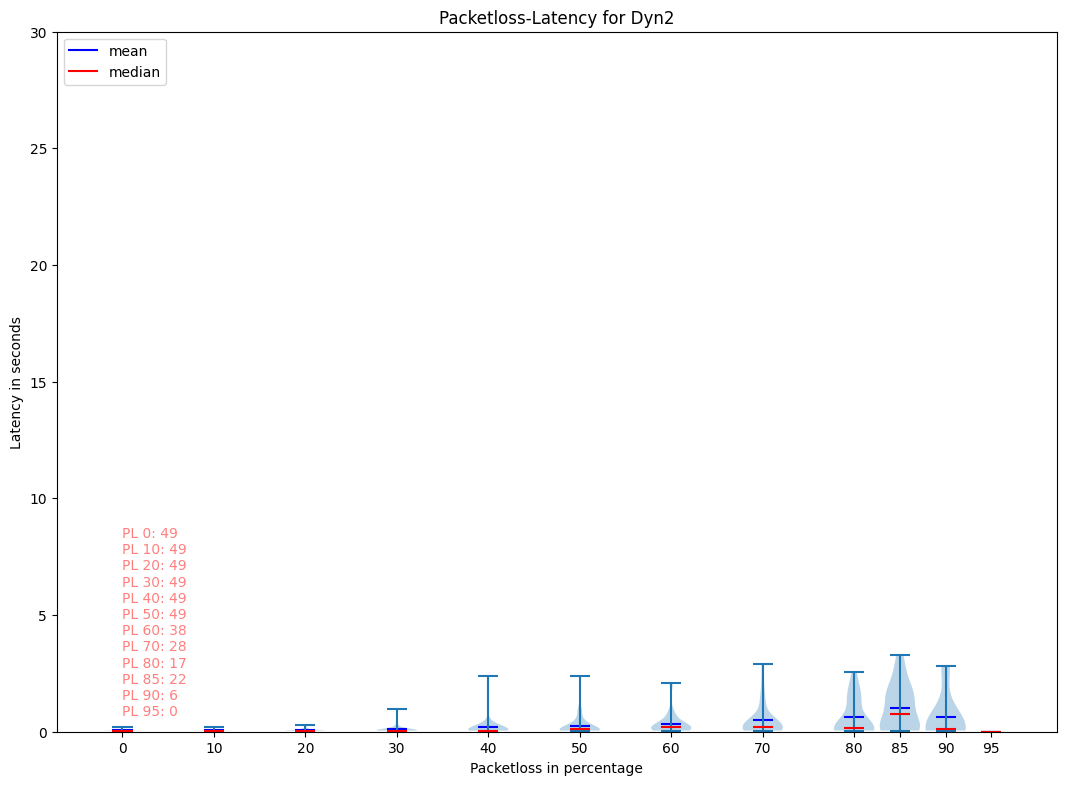 Packetloss-Latency for Dyn2
mean
median
30
25
20
15
10
5
0
Latency in seconds
PL 0: 49
PL 10: 49
PL 20: 49
PL 30: 49
PL 40: 49
PL 50: 49
PL 60: 38
PL 70: 28
PL 80: 17
PL 85: 22
PL 90: 6
PL 95: 0
0 10 20 30 40 50 60 70 80 85 90 95
Packetloss in percentage